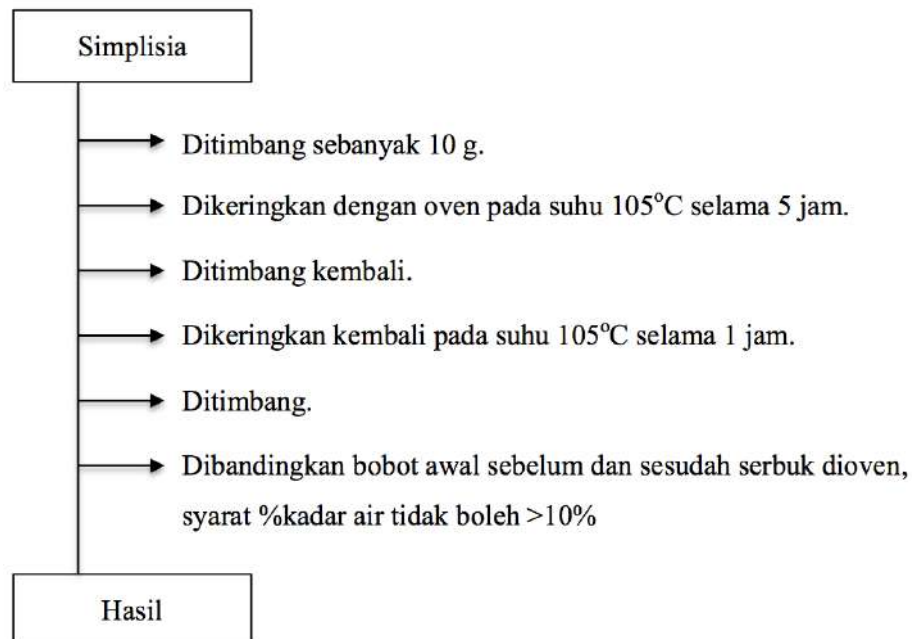 Simplisia
Ditimbang sebanyak 10 g.
Dikeringkan dengan oven pada suhu 105°C selama 5 jam.
Ditimbang kembali.
Dikeringkan kembali pada suhu 105°C selama 1 jam.
Ditimbang.
Dibandingkan bobot awal sebelum dan sesudah serbuk dioven,
syarat %kadar air tidak boleh >10%
Hasil